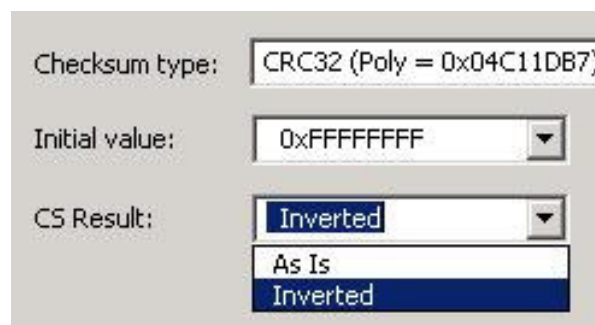 Checksum type: CRC32 (Poly = 0x04C11DB7)
Initial value: 0xFFFFFFFF
CS Result: Inverted
As Is
Inverted